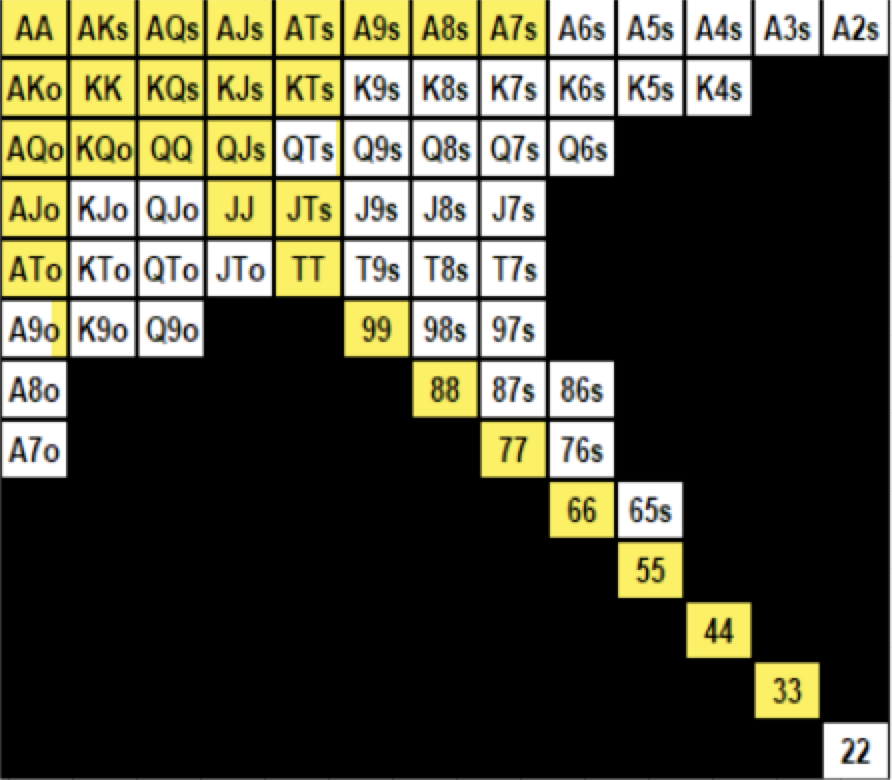 AA AKs AQs AJs ATs A9s A8s A7s A6s A5s A4s A3s A2s
AKo KK KQs KJs KTs K9s K8s K7s K6s K5s K4s
AQo KQo QQ QJs QTs Q9s Q8s Q7s Q6s
AJo KJo QJo JJ JTs J9s J8s J7s
ATo KTo QTo JTo TT T9s T8s T7s
A9o K9o Q9o 99 98s 97s
A8o 88 87s 86s
A7o 77 76s
66 65s
55
44
33
22